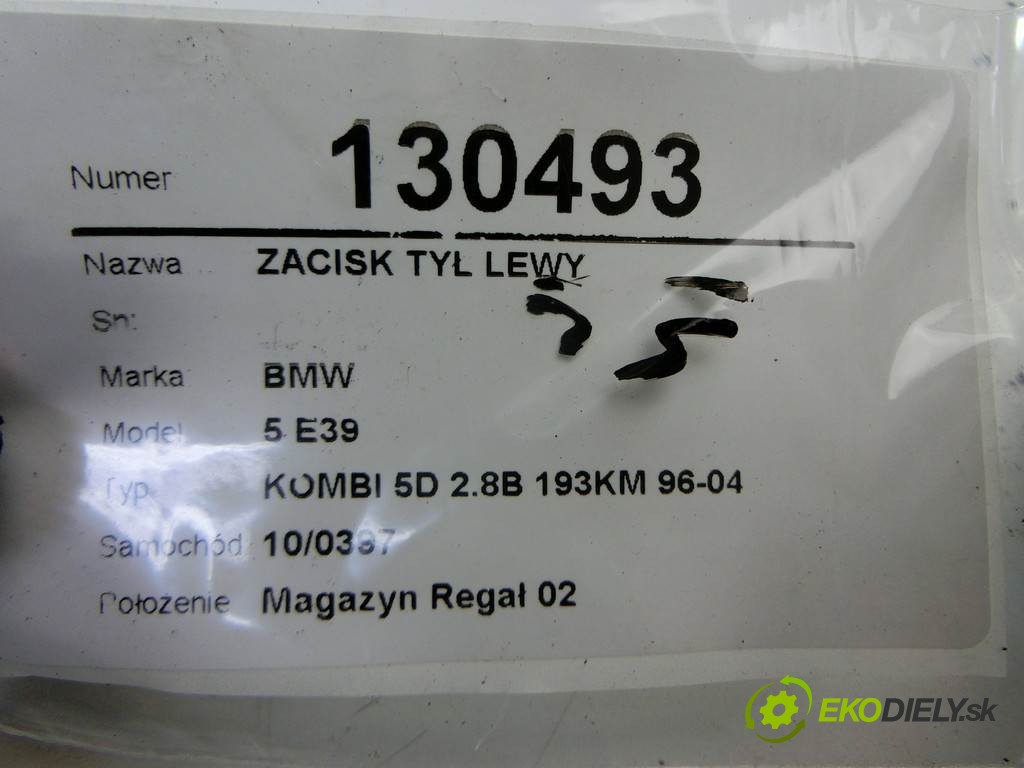 Numer 130493
Nazwa ZACISK TYŁ LEWY
Sn:
Marka BMW
Model 5 E39
Typ KOMBI 5D 2.8B 193KM 96-04
Samochód 10/0397
Położenie Magazyn Regał 02
EKODIELY.sk